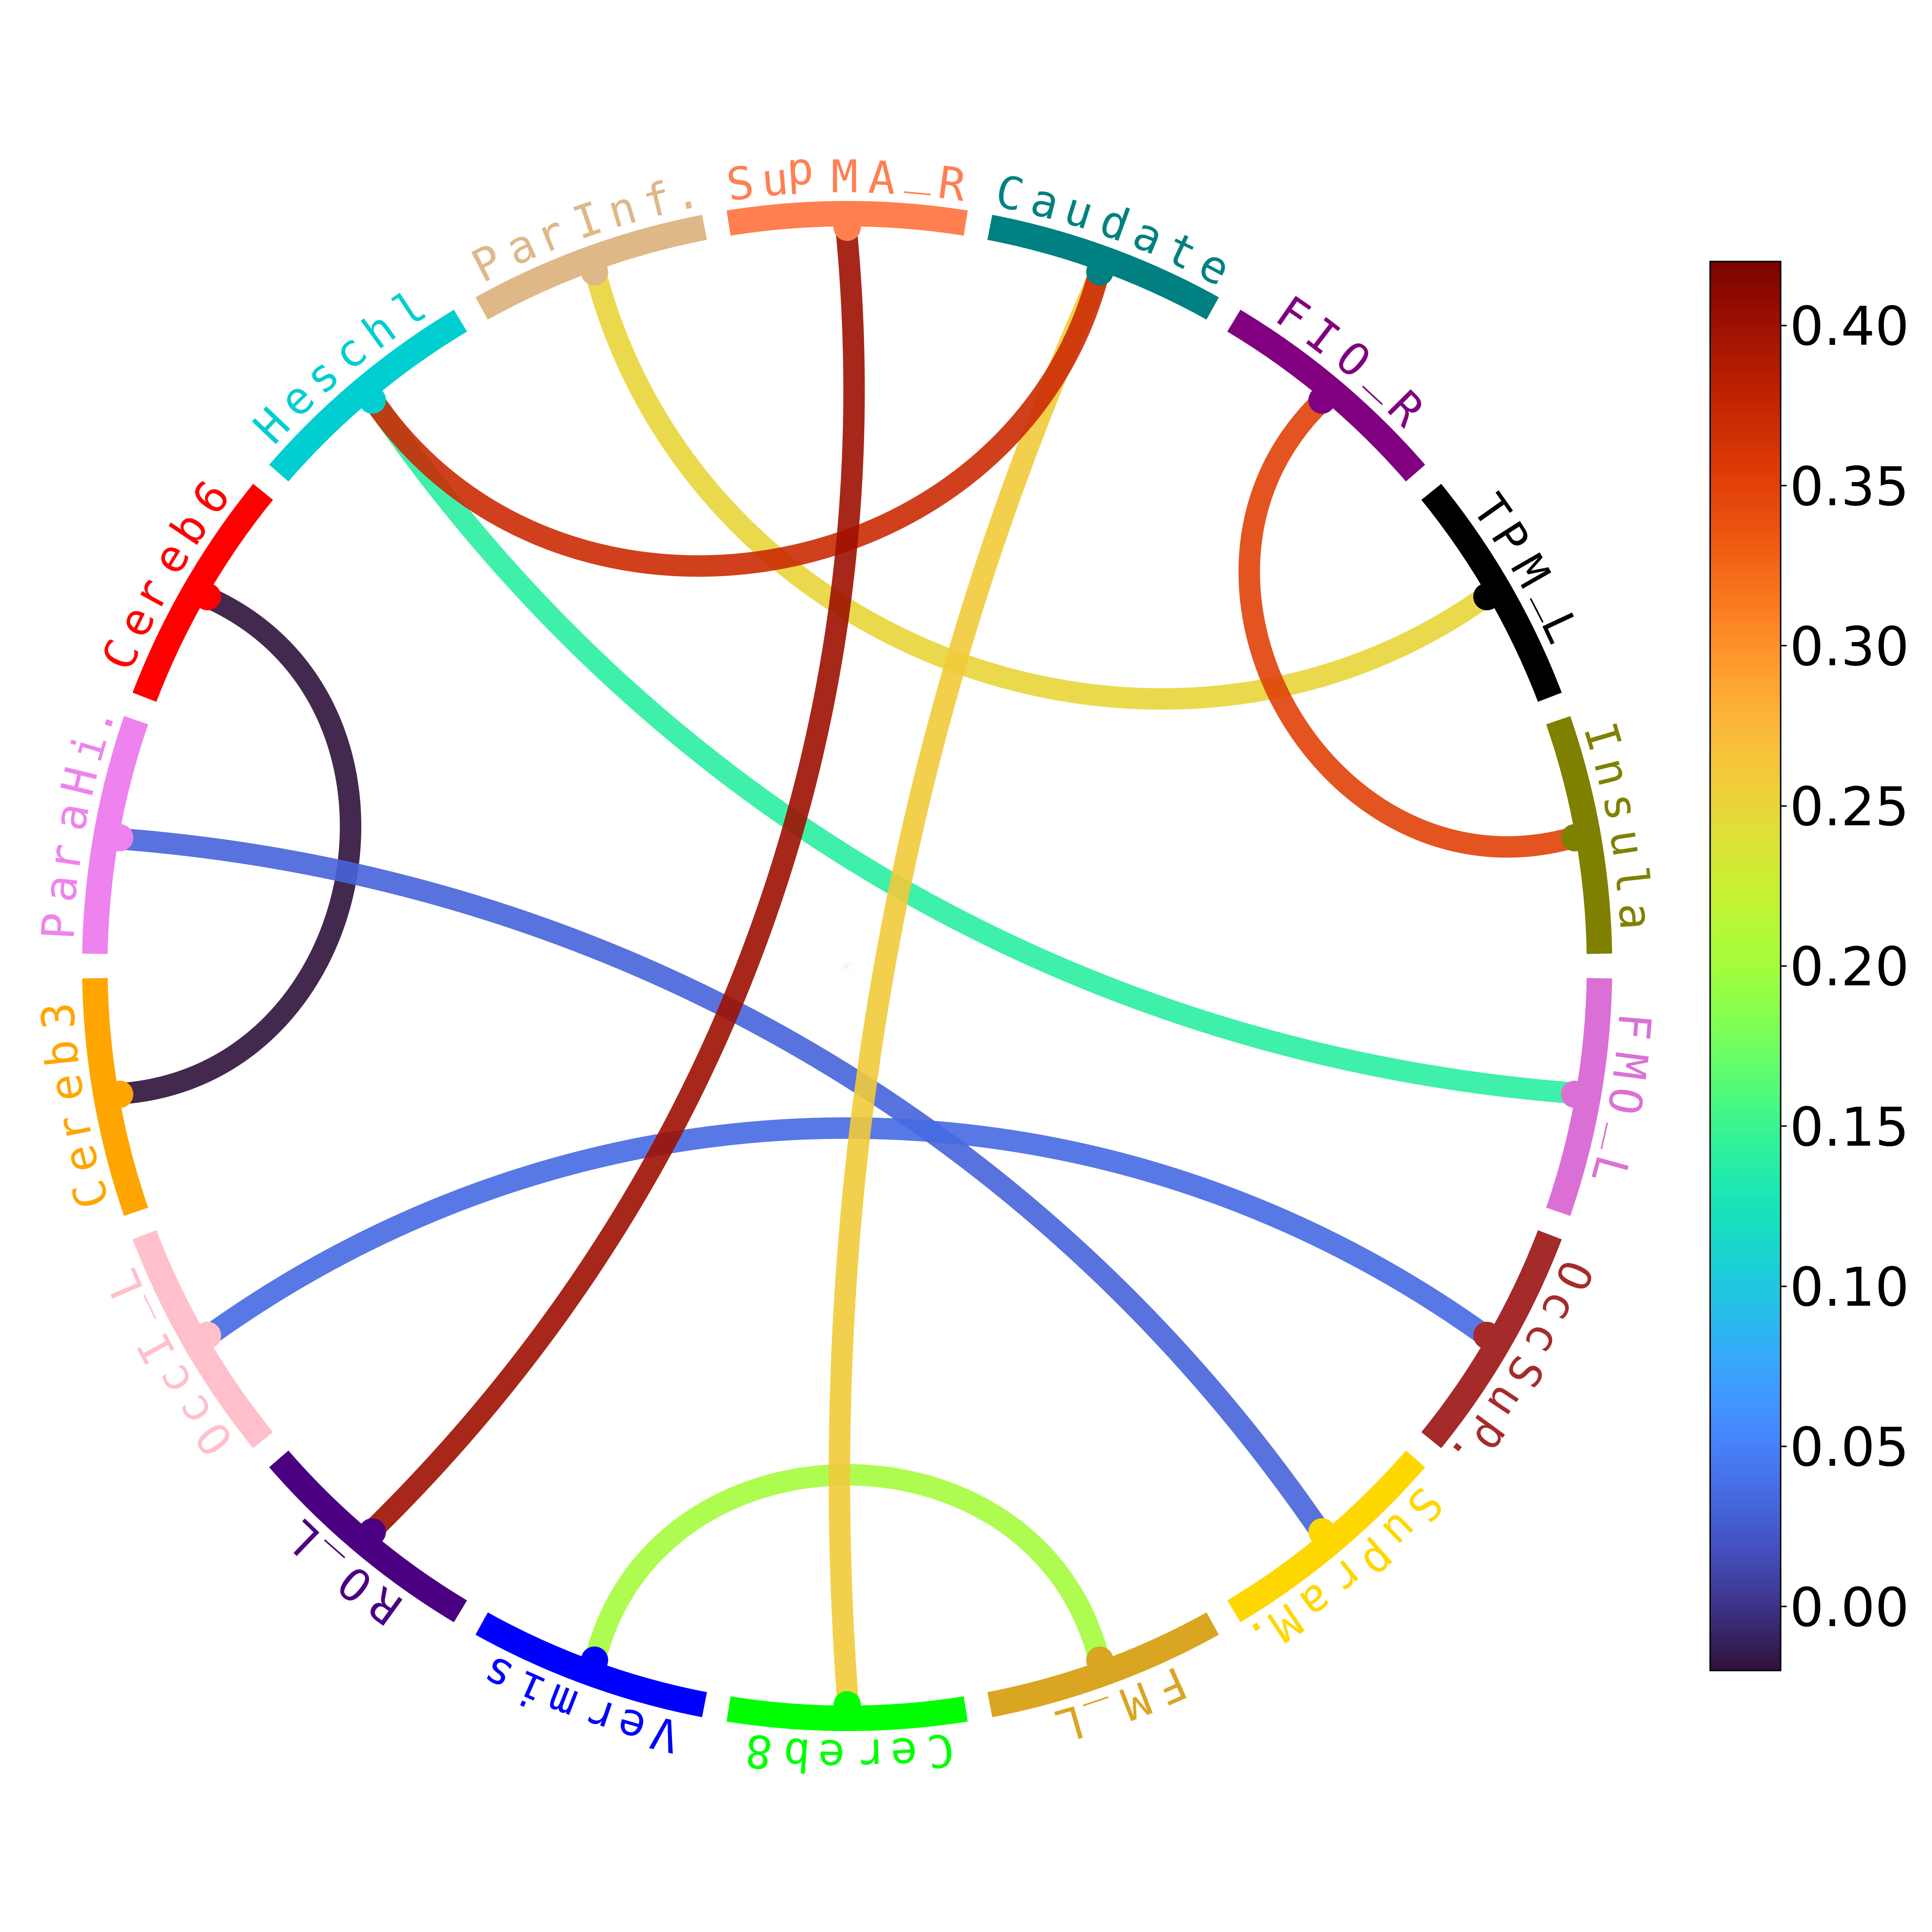 SupMA_R
Caudate
FIO_R
TPM_L
Insula
FMO_L
OccSup.
SupraM.
FM_L
Cereb8
Vermis
RO_L
OccI_L
Cereb3
ParaHi.
Cereb6
Heschl
ParInf.
0.40
0.35
0.30
0.25
0.20
0.15
0.10
0.05
0.00